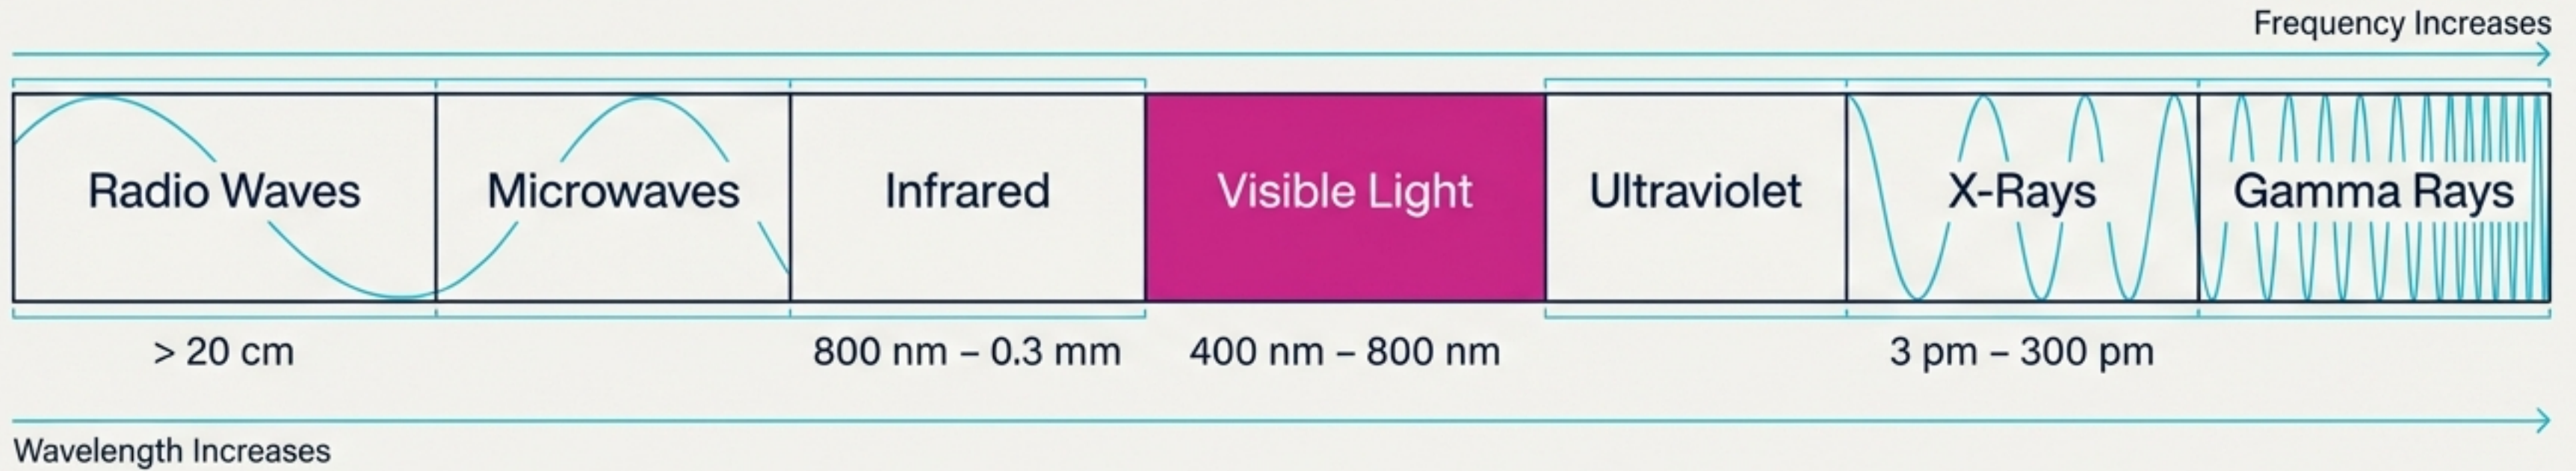 Frequency Increases
Radio Waves
Microwaves
Infrared
Visible Light
Ultraviolet
X-Rays
Gamma Rays
> 20 cm
800 nm – 0.3 mm
400 nm – 800 nm
3 pm – 300 pm
Wavelength Increases